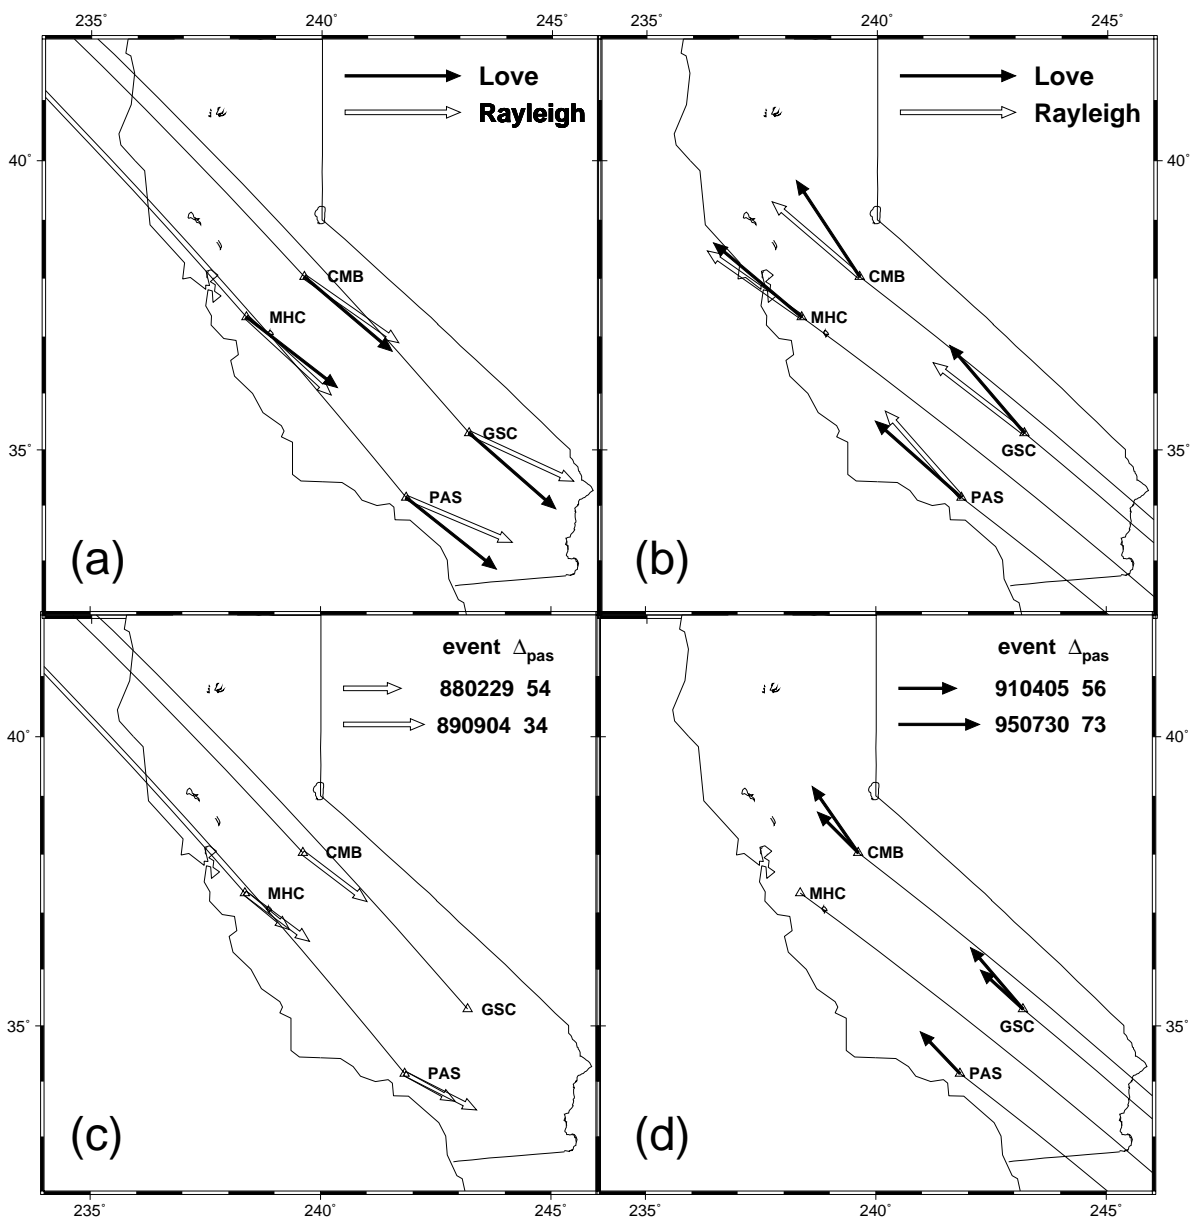 235° 240° 245° 235° 240° 245°
Love
Rayleigh
CMB
MHC
GSC
PAS
(a)
Love
Rayleigh
CMB
MHC
GSC
PAS
(b)
40° 40°
35° 35°
event Δpas
880229 54
890904 34
CMB
MHC
GSC
PAS
(c)
event Δpas
910405 56
950730 73
CMB
MHC
GSC
PAS
(d)
40° 40°
35° 35°
235° 240° 245° 235° 240° 245°